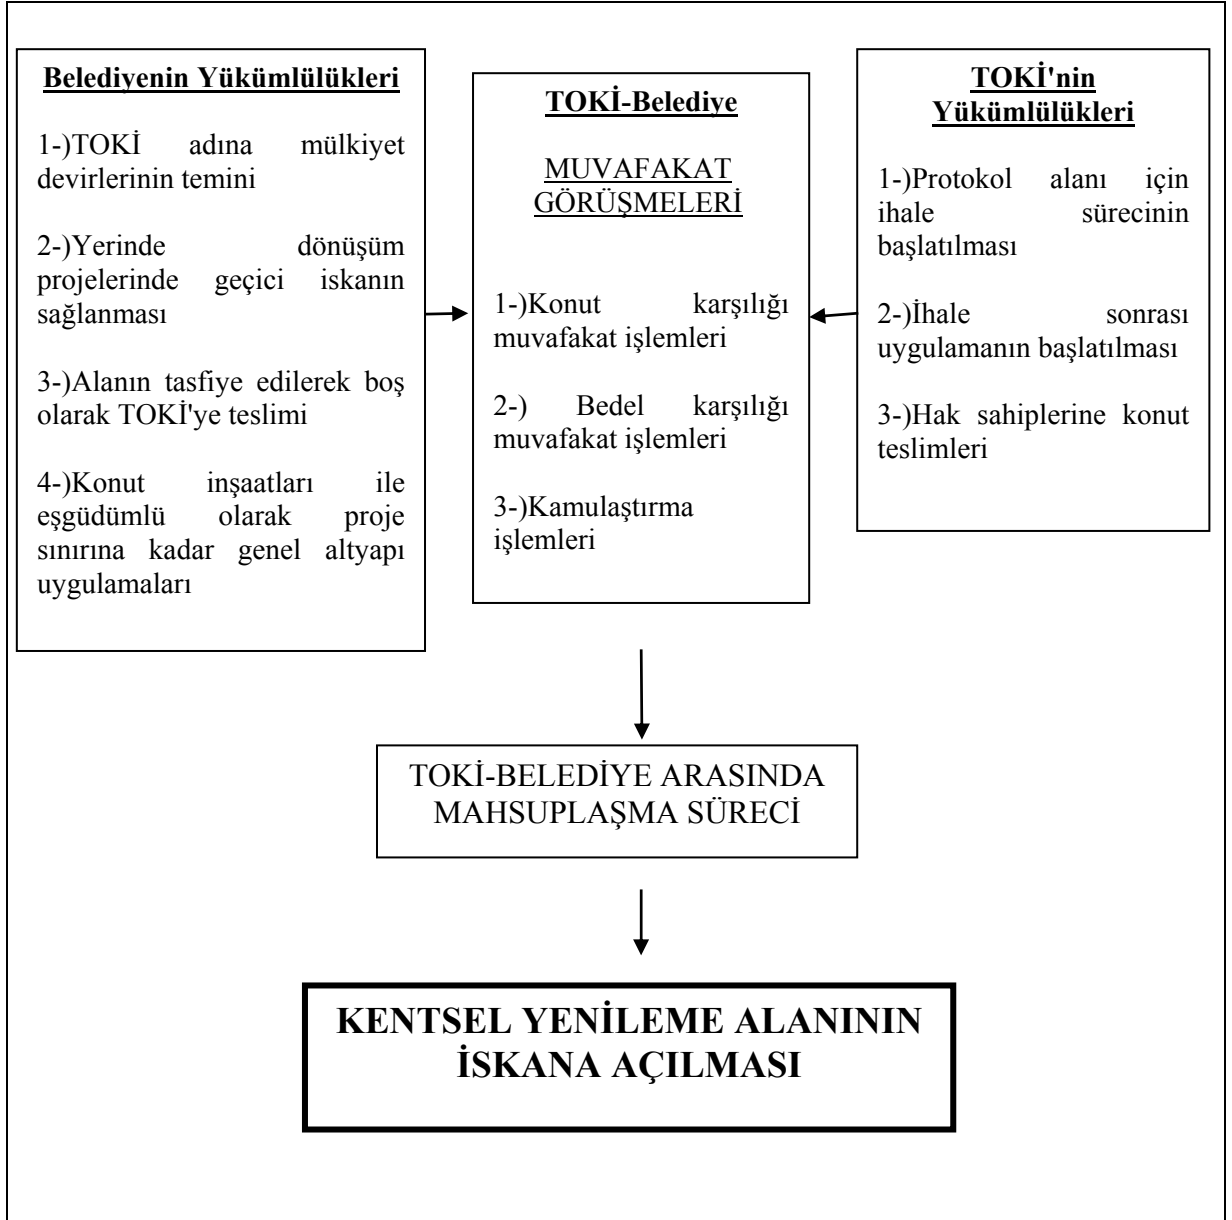 Belediyenin Yükümlülükleri
1-)TOKİ adına mülkiyet
devirlerinin temini
2-)Yerinde dönüşüm
projelerinde geçici iskanın
sağlanması
3-)Alanın tasfiye edilerek boş
olarak TOKİ'ye teslimi
4-)Konut inşaatları ile
eşgüdümlü olarak proje
sınırına kadar genel altyapı
uygulamaları
TOKİ-Belediye
MUVAFAKAT
GÖRÜŞMELERİ
1-)Konut karşılığı
muvafakat işlemleri
2-) Bedel karşılığı
muvafakat işlemleri
3-)Kamulaştırma
işlemleri
TOKİ'nin
Yükümlülükleri
1-)Protokol alanı için
ihale sürecinin
başlatılması
2-)İhale sonrası
uygulamanın başlatılması
3-)Hak sahiplerine konut
teslimleri
TOKİ-BELEDİYE ARASINDA
MAHSUPLAŞMA SÜRECİ
KENTSEL YENİLEME ALANININ
İSKANA AÇILMASI